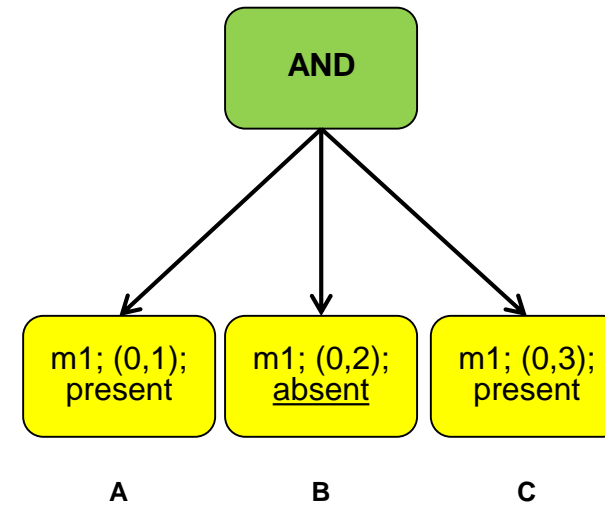 AND
m1; (0,1);
present
m1; (0,2);
absent
m1; (0,3);
present
A
B
C